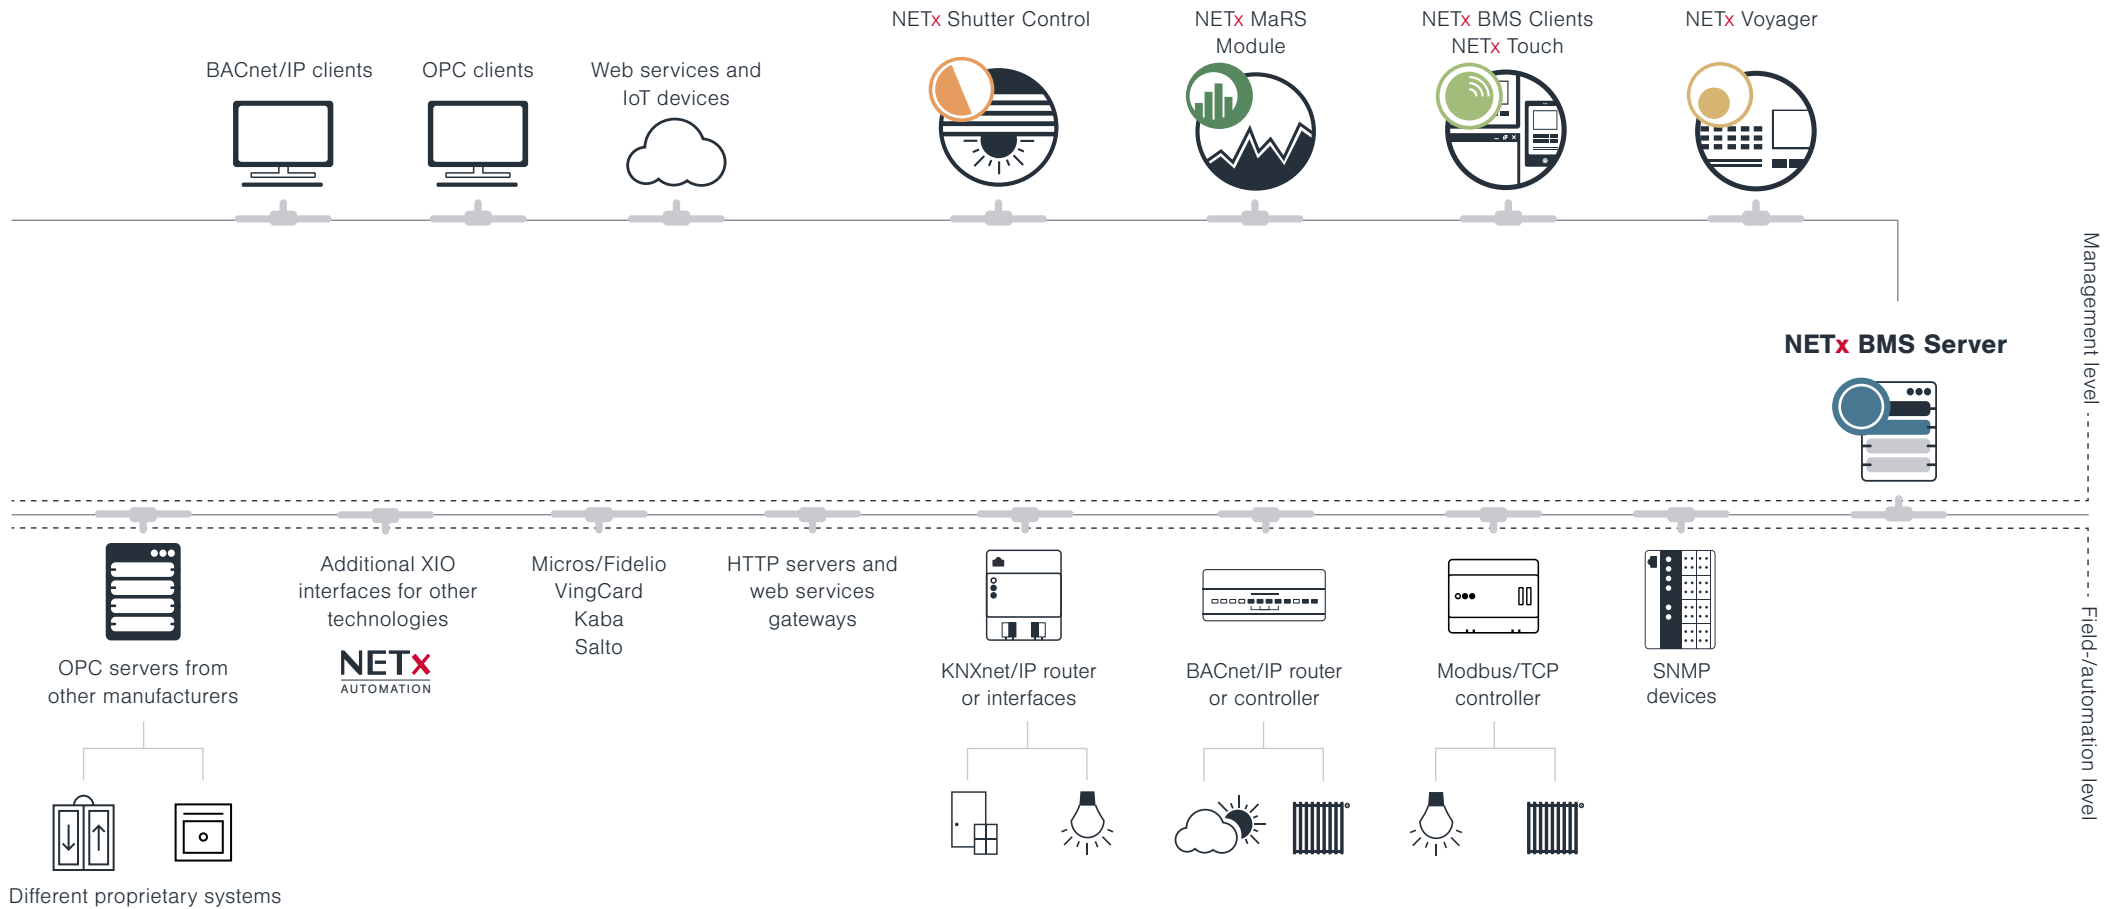 NETx Shutter Control
NETx MaRS
Module
NETx BMS Clients
NETx Touch
NETx Voyager
BACnet/IP clients
OPC clients
Web services and
IoT devices
Management level
NETx BMS Server
Additional XIO
interfaces for other
technologies
NETx
AUTOMATION
Micros/Fidelio
VingCard
Kaba
Salto
HTTP servers and
web services
gateways
OPC servers from
other manufacturers
KNXnet/IP router
or interfaces
BACnet/IP router
or controller
Modbus/TCP
controller
SNMP
devices
Field-/automation level
Different proprietary systems